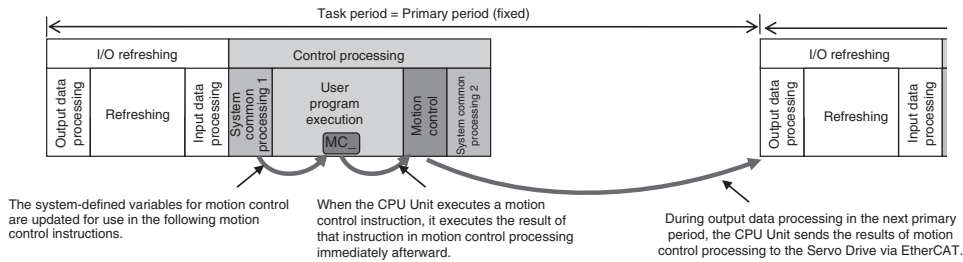 Task period = Primary period (fixed)
I/O refreshing
Control processing
I/O refreshing
Output data
processing
Refreshing
Input data
processing
System
common
processing 1
User
program
execution
MC_
Motion
control
System common
processing 2
Output data
processing
Refreshing
Input data
processing
The system-defined variables for motion control
are updated for use in the following motion
control instructions.
When the CPU Unit executes a motion
control instruction, it executes the result of
that instruction in motion control processing
immediately afterward.
During output data processing in the next primary
period, the CPU Unit sends the results of motion
control processing to the Servo Drive via EtherCAT.